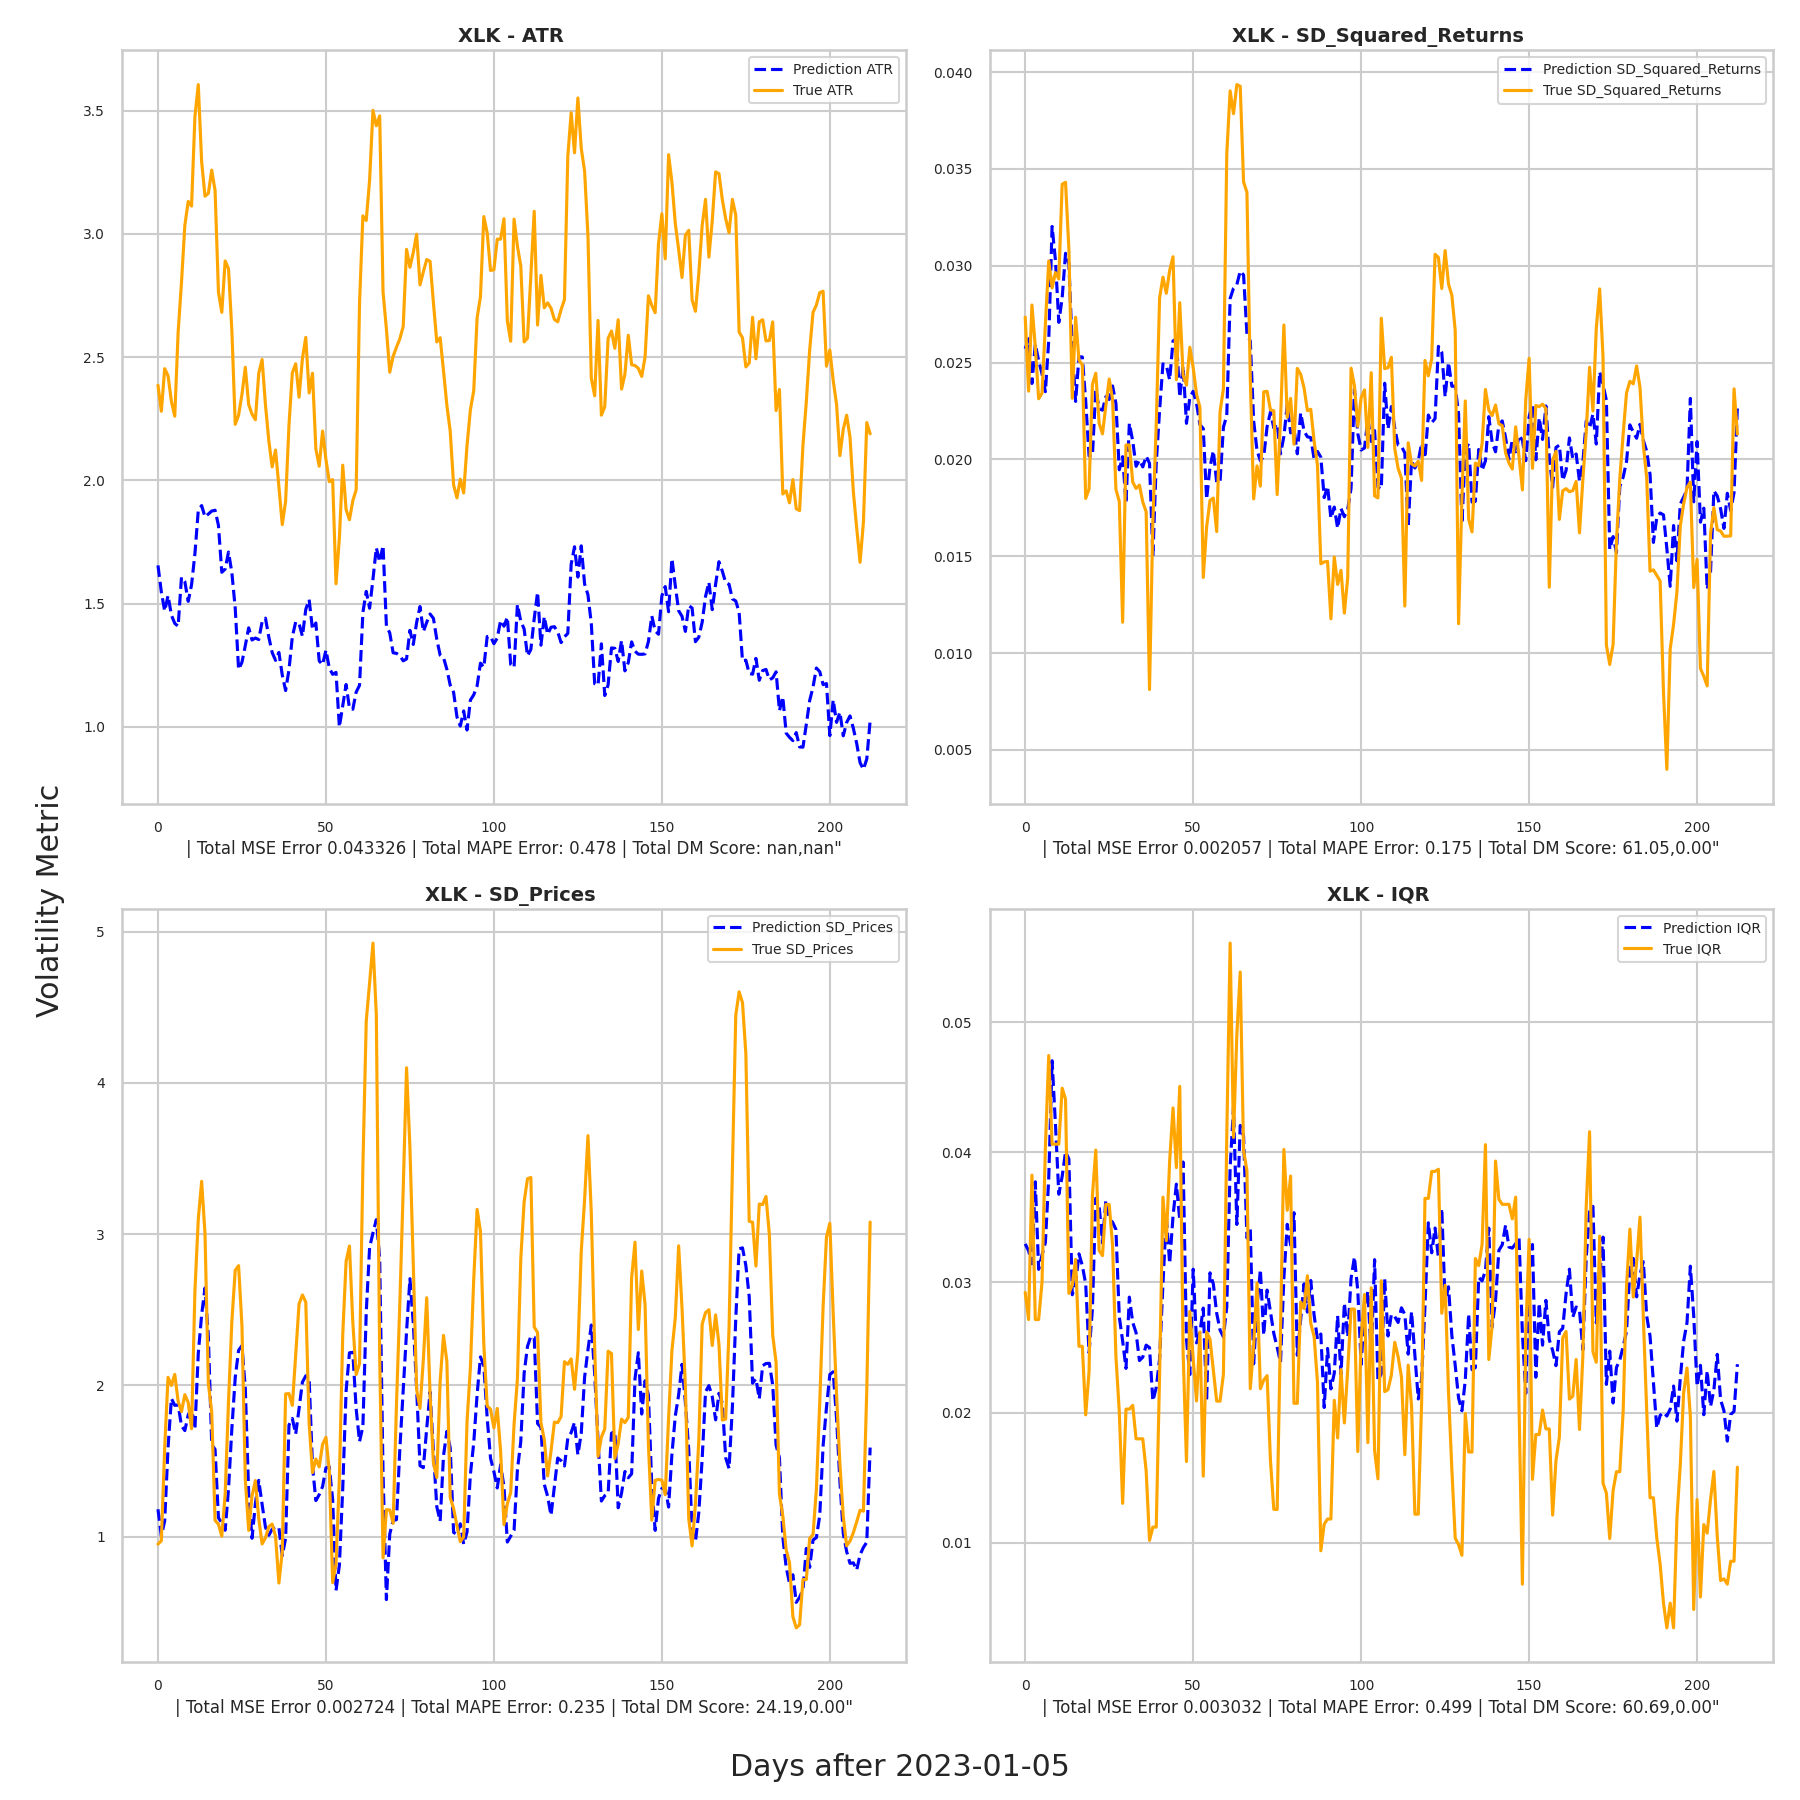 XLK - ATR
Prediction ATR
True ATR
3.5
3.0
2.5
2.0
1.5
1.0
0
50
100
150
200
| Total MSE Error 0.043326 | Total MAPE Error: 0.478 | Total DM Score: nan,nan"
XLK - SD_Squared_Returns
Prediction SD_Squared_Returns
True SD_Squared_Returns
0.040
0.035
0.030
0.025
0.020
0.015
0.010
0.005
0
50
100
150
200
| Total MSE Error 0.002057 | Total MAPE Error: 0.175 | Total DM Score: 61.05,0.00"
Volatility Metric
XLK - SD_Prices
Prediction SD_Prices
True SD_Prices
5
4
3
2
1
0
50
100
150
200
| Total MSE Error 0.002724 | Total MAPE Error: 0.235 | Total DM Score: 24.19,0.00"
XLK - IQR
Prediction IQR
True IQR
0.05
0.04
0.03
0.02
0.01
0
50
100
150
200
| Total MSE Error 0.003032 | Total MAPE Error: 0.499 | Total DM Score: 60.69,0.00"
Days after 2023-01-05